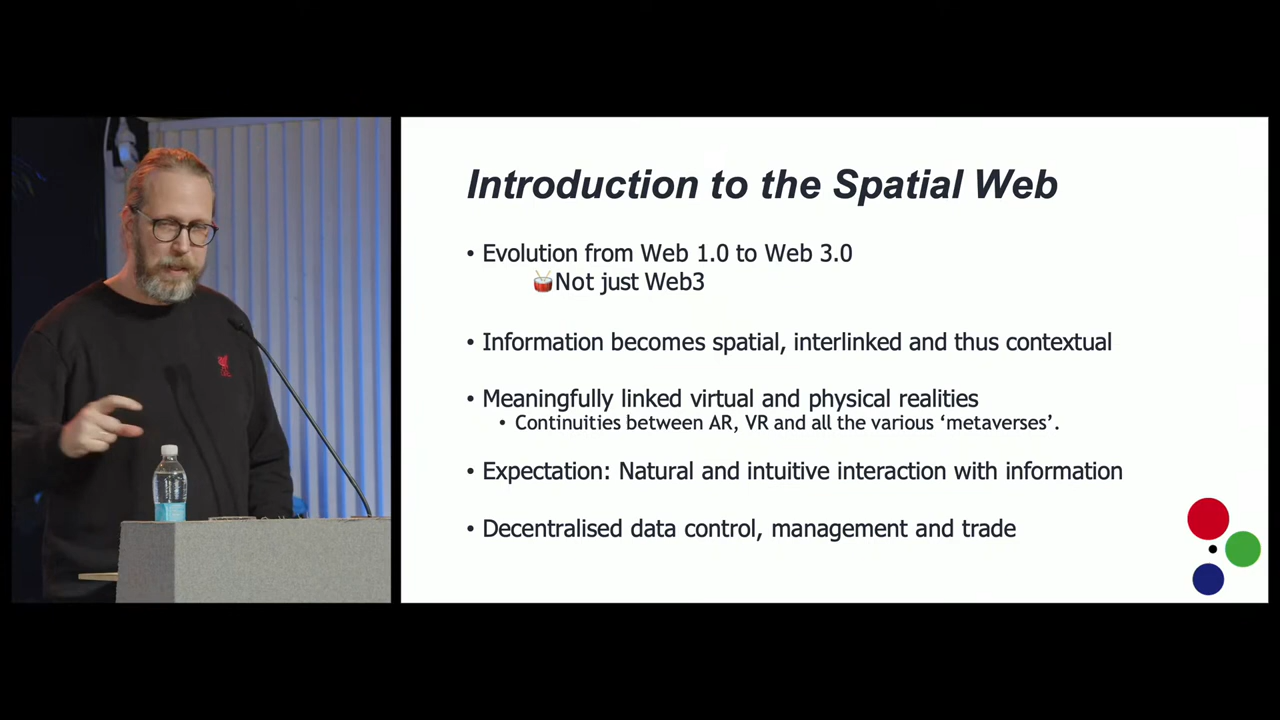 Introduction to the Spatial Web
• Evolution from Web 1.0 to Web 3.0
🥁Not just Web3
• Information becomes spatial, interlinked and thus contextual
• Meaningfully linked virtual and physical realities
• Continuities between AR, VR and all the various ‘metaverses’.
• Expectation: Natural and intuitive interaction with information
• Decentralised data control, management and trade